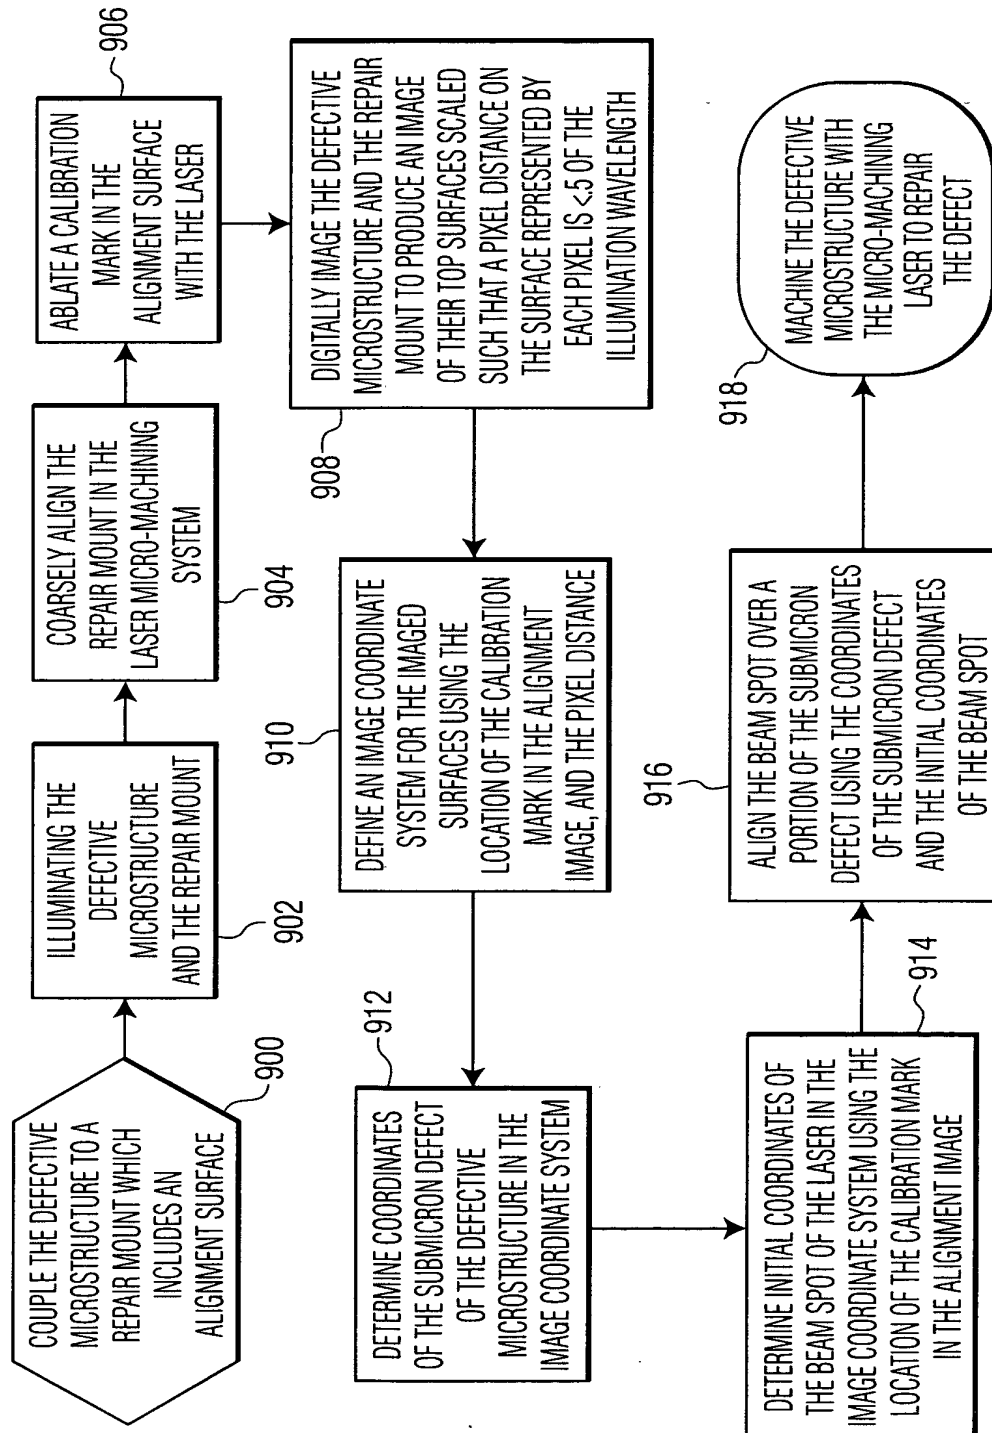 COUPLE THE DEFECTIVE
MICROSTRUCTURE TO A
REPAIR MOUNT WHICH
INCLUDES AN
ALIGNMENT SURFACE
900
ILLUMINATING THE
DEFECTIVE
MICROSTRUCTURE
AND THE REPAIR MOUNT
902
COARSELY ALIGN THE
REPAIR MOUNT IN THE
LASER MICRO-MACHINING
SYSTEM
904
ABLATE A CALIBRATION
MARK IN THE
ALIGNMENT SURFACE
WITH THE LASER
906
DIGITALLY IMAGE THE DEFECTIVE
MICROSTRUCTURE AND THE REPAIR
MOUNT TO PRODUCE AN IMAGE
OF THEIR TOP SURFACES SCALED
SUCH THAT A PIXEL DISTANCE ON
THE SURFACE REPRESENTED BY
EACH PIXEL IS <.5 OF THE
ILLUMINATION WAVELENGTH
908
DEFINE AN IMAGE COORDINATE
SYSTEM FOR THE IMAGED
SURFACES USING THE
LOCATION OF THE CALIBRATION
MARK IN THE ALIGNMENT
IMAGE, AND THE PIXEL DISTANCE
910
DETERMINE COORDINATES
OF THE SUBMICRON DEFECT
OF THE DEFECTIVE
MICROSTRUCTURE IN THE
IMAGE COORDINATE SYSTEM
912
DETERMINE INITIAL COORDINATES OF
THE BEAM SPOT OF THE LASER IN THE
IMAGE COORDINATE SYSTEM USING THE
LOCATION OF THE CALIBRATION MARK
IN THE ALIGNMENT IMAGE
914
ALIGN THE BEAM SPOT OVER A
PORTION OF THE SUBMICRON
DEFECT USING THE COORDINATES
OF THE SUBMICRON DEFECT
AND THE INITIAL COORDINATES
OF THE BEAM SPOT
916
MACHINE THE DEFECTIVE
MICROSTRUCTURE WITH
THE MICRO-MACHINING
LASER TO REPAIR
THE DEFECT
918